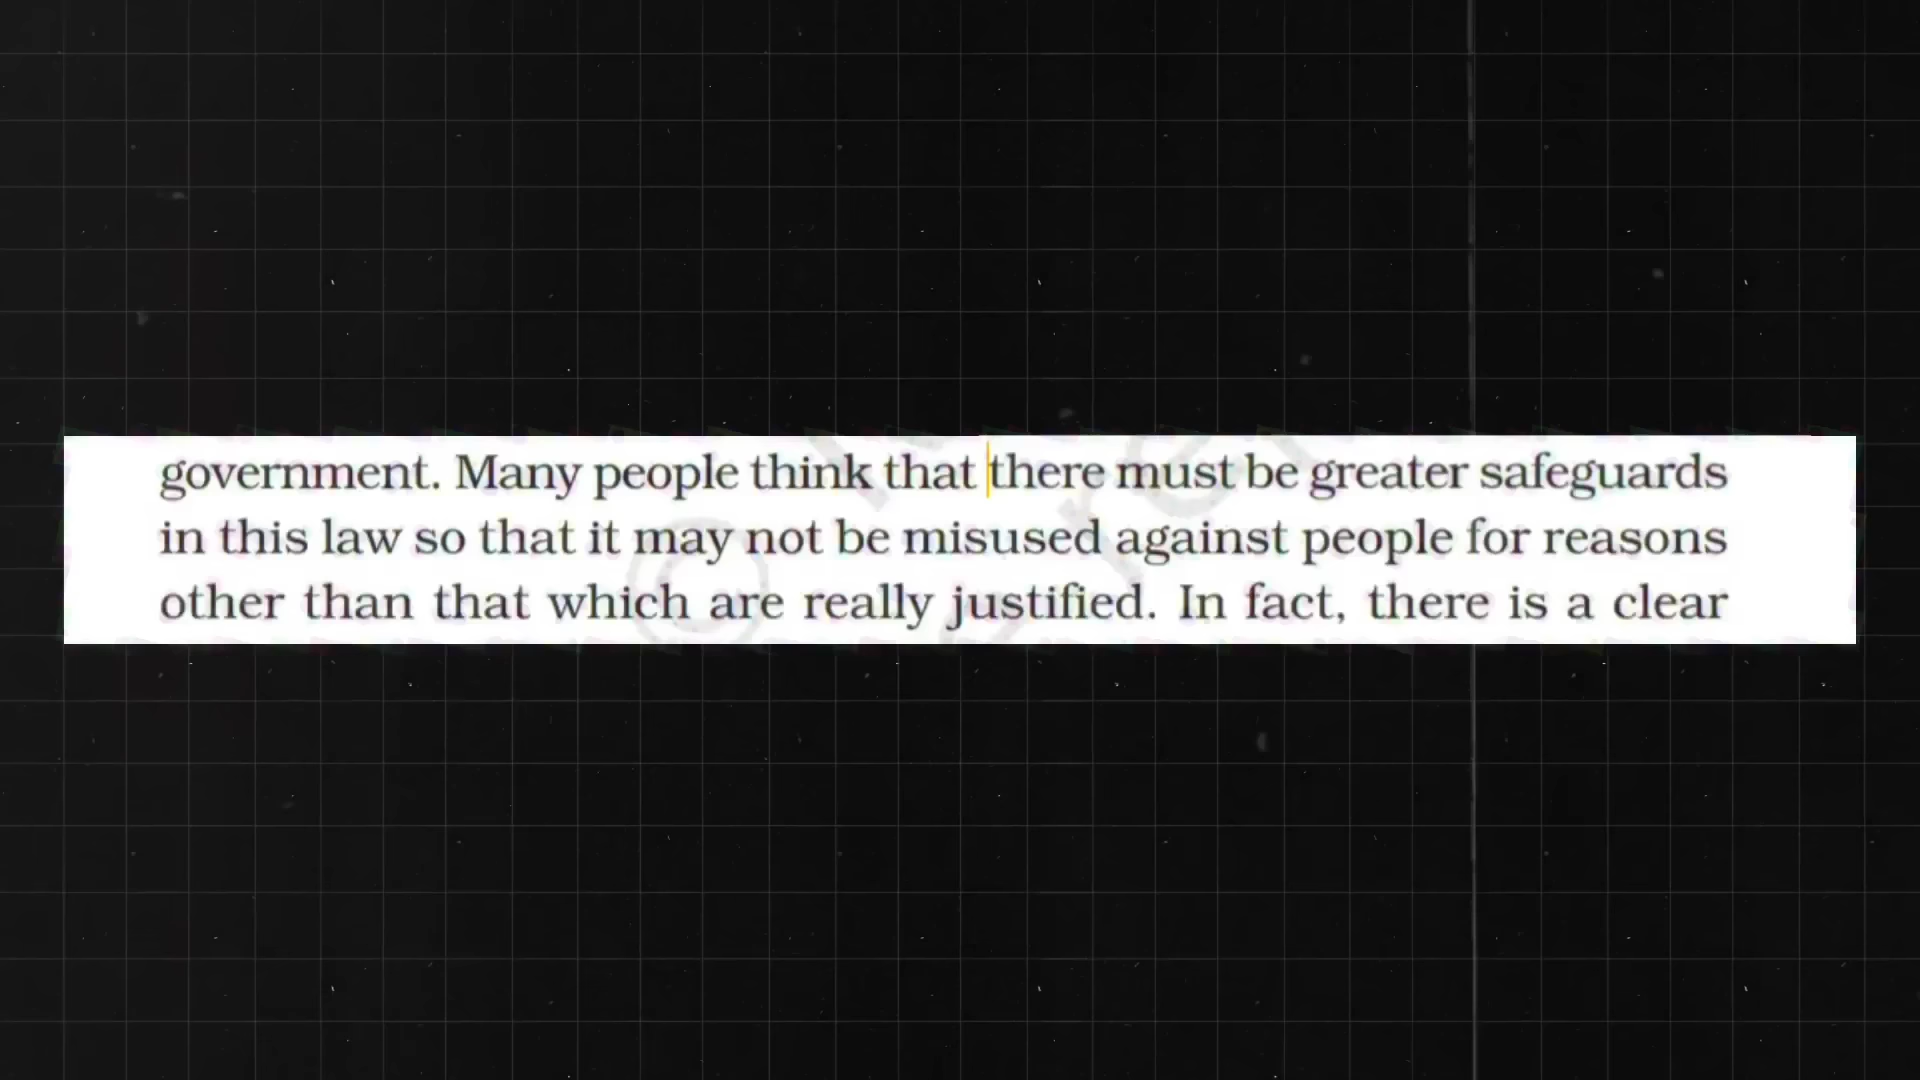 government. Many people think that there must be greater safeguards
in this law so that it may not be misused against people for reasons
other than that which are really justified. In fact, there is a clear